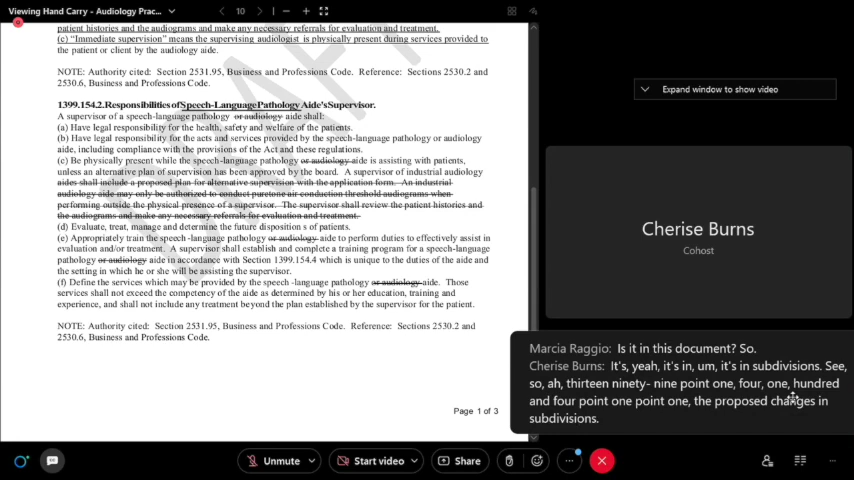 Viewing Hand Carry – Audiology Prac...
10
patient histories and the audiograms and make any necessary referrals for evaluation and treatment.
(c) "Immediate supervision" means the supervising audiologist is physically present during services provided to
the patient or client by the audiology aide.
NOTE: Authority cited: Section 2531.95, Business and Professions Code. Reference: Sections 2530.2 and
2530.6, Business and Professions Code.
1399.154.2. Responsibilities of Speech-Language Pathology Aide's Supervisor.
A supervisor of a speech-language pathology or audiology aide shall:
(a) Have legal responsibility for the health, safety and welfare of the patients.
(b) Have legal responsibility for the acts and services provided by the speech-language pathology or audiology
aide, including compliance with the provisions of the Act and these regulations.
(c) Be physically present while the speech-language pathology or audiology aide is assisting with patients,
unless an alternative plan of supervision has been approved by the board. A supervisor of industrial audiology
aides shall include a proposed plan for alternative supervision with the application form. An industrial
audiology aide may only be authorized to conduct puretone air conduction threshold audiograms when
performing outside the physical presence of a supervisor. The supervisor shall review the patient histories and
the audiograms and make any necessary referrals for evaluation and treatment.
(d) Evaluate, treat, manage and determine the future disposition s of patients.
(e) Appropriately train the speech-language pathology or audiology aide to perform duties to effectively assist in
evaluation and/or treatment. A supervisor shall establish and complete a training program for a speech-language
pathology or audiology aide in accordance with Section 1399.154.4 which is unique to the duties of the aide and
the setting in which he or she will be assisting the supervisor.
(f) Define the services which may be provided by the speech -language pathology or audiology aide. Those
services shall not exceed the competency of the aide as determined by his or her education, training and
experience, and shall not include any treatment beyond the plan established by the supervisor for the patient.
NOTE: Authority cited: Section 2531.95, Business and Professions Code. Reference: Sections 2530.2 and
2530.6, Business and Professions Code.
Page 1 of 3
DRAFT
Expand window to show video
Cherise Burns
Cohost
Marcia Raggio: Is it in this document? So.
Cherise Burns: It's, yeah, it's in, um, it's in subdivisions. See,
so, ah, thirteen ninety- nine point one, four, one, hundred
and four point one point one, the proposed changes in
subdivisions.
Unmute
Start video
Share